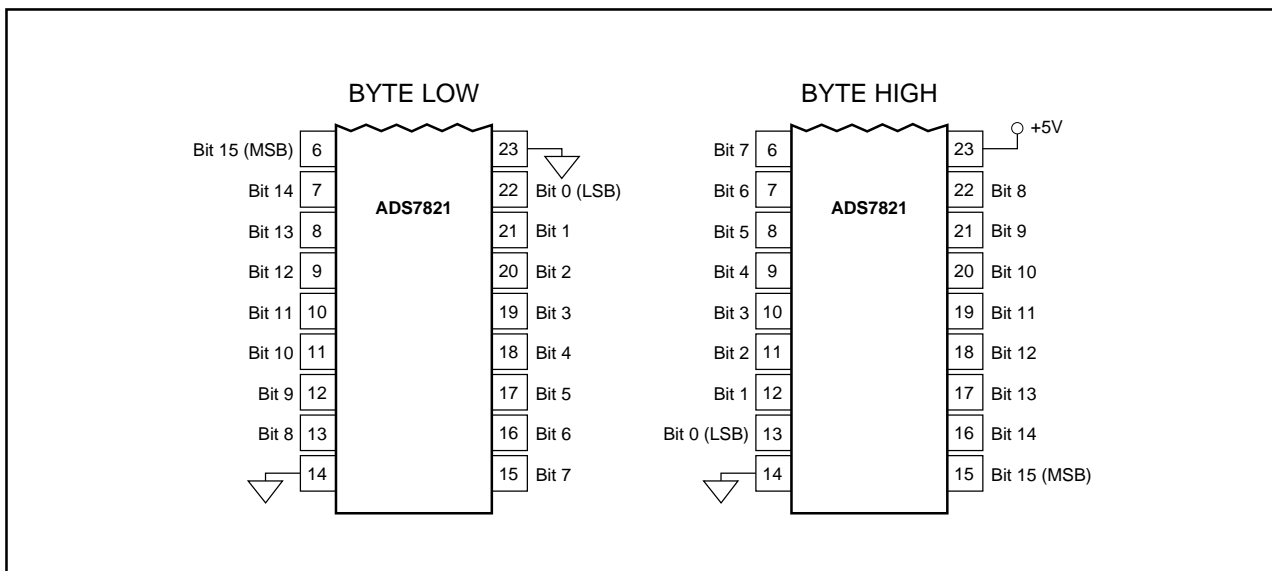 BYTE LOW
BYTE HIGH
Bit 15 (MSB) 6 23
Bit 14 7 22 Bit 0 (LSB)
ADS7821
Bit 13 8 21 Bit 1
Bit 12 9 20 Bit 2
Bit 11 10 19 Bit 3
Bit 10 11 18 Bit 4
Bit 9 12 17 Bit 5
Bit 8 13 16 Bit 6
14 15 Bit 7
Bit 7 6 23 +5V
Bit 6 7 22 Bit 8
ADS7821
Bit 5 8 21 Bit 9
Bit 4 9 20 Bit 10
Bit 3 10 19 Bit 11
Bit 2 11 18 Bit 12
Bit 1 12 17 Bit 13
Bit 0 (LSB) 13 16 Bit 14
14 15 Bit 15 (MSB)